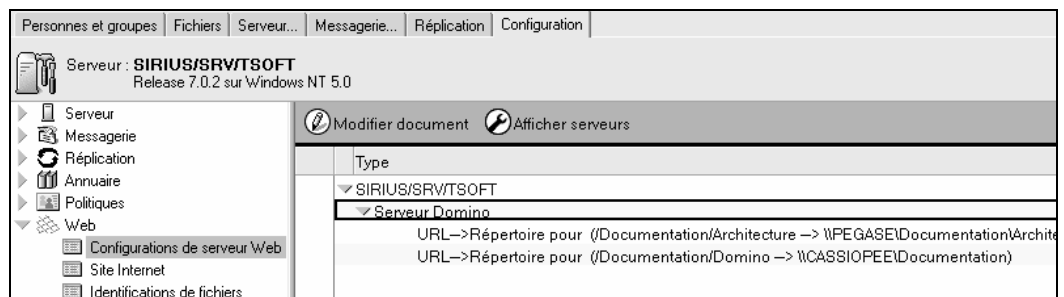 Personnes et groupes Fichiers Serveur... Messagerie... Réplication Configuration
Serveur : SIRIUS/SRV/TSOFT
Release 7.0.2 sur Windows NT 5.0
Serveur
Messagerie
Réplication
Annuaire
Politiques
Web
Configurations de serveur Web
Site Internet
Identifications de fichiers
Modifier document Afficher serveurs
Type
SIRIUS/SRV/TSOFT
Serveur Domino
URL-->Répertoire pour (/Documentation/Architecture --> \\PEGASE\Documentation\Archite
URL-->Répertoire pour (/Documentation/Domino --> \\CASSIOPEE\Documentation)